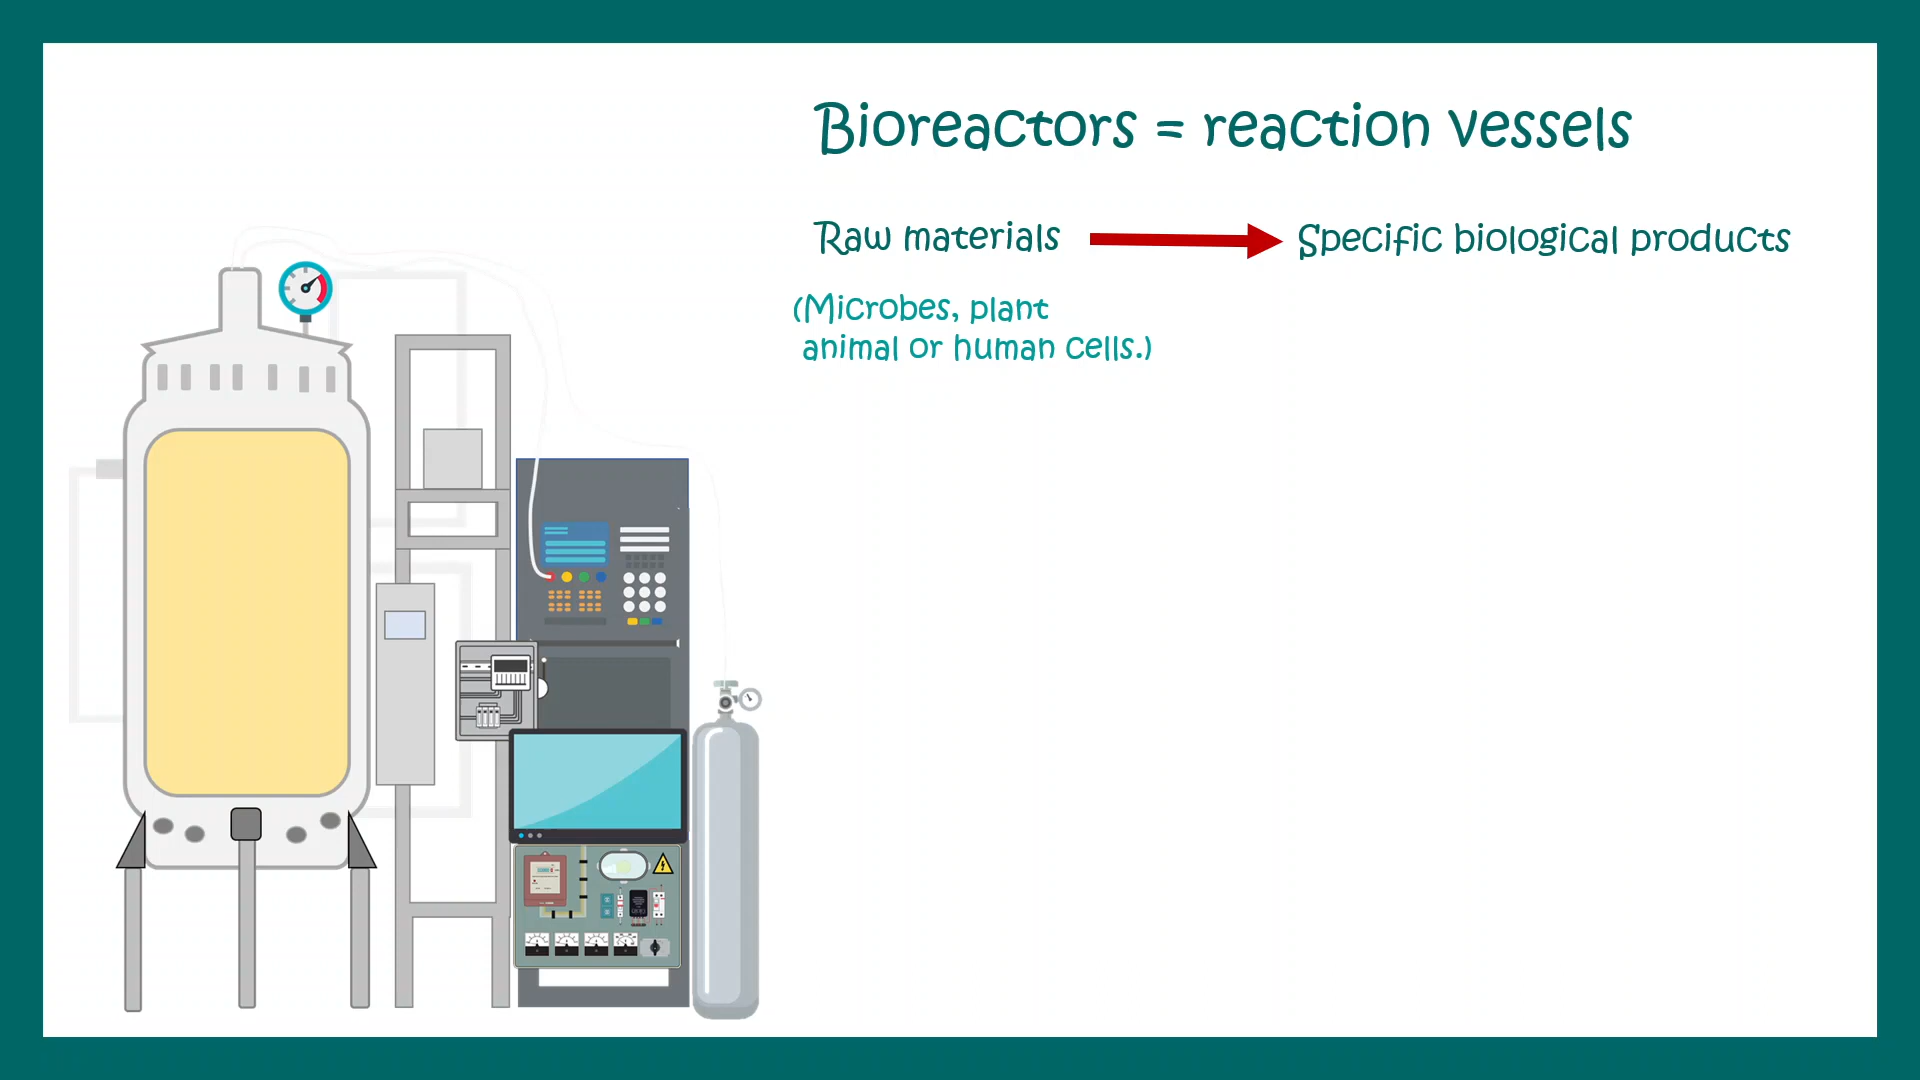 Bioreactors = reaction vessels
Raw materials
Specific biological products
(Microbes, plant
animal or human cells.)